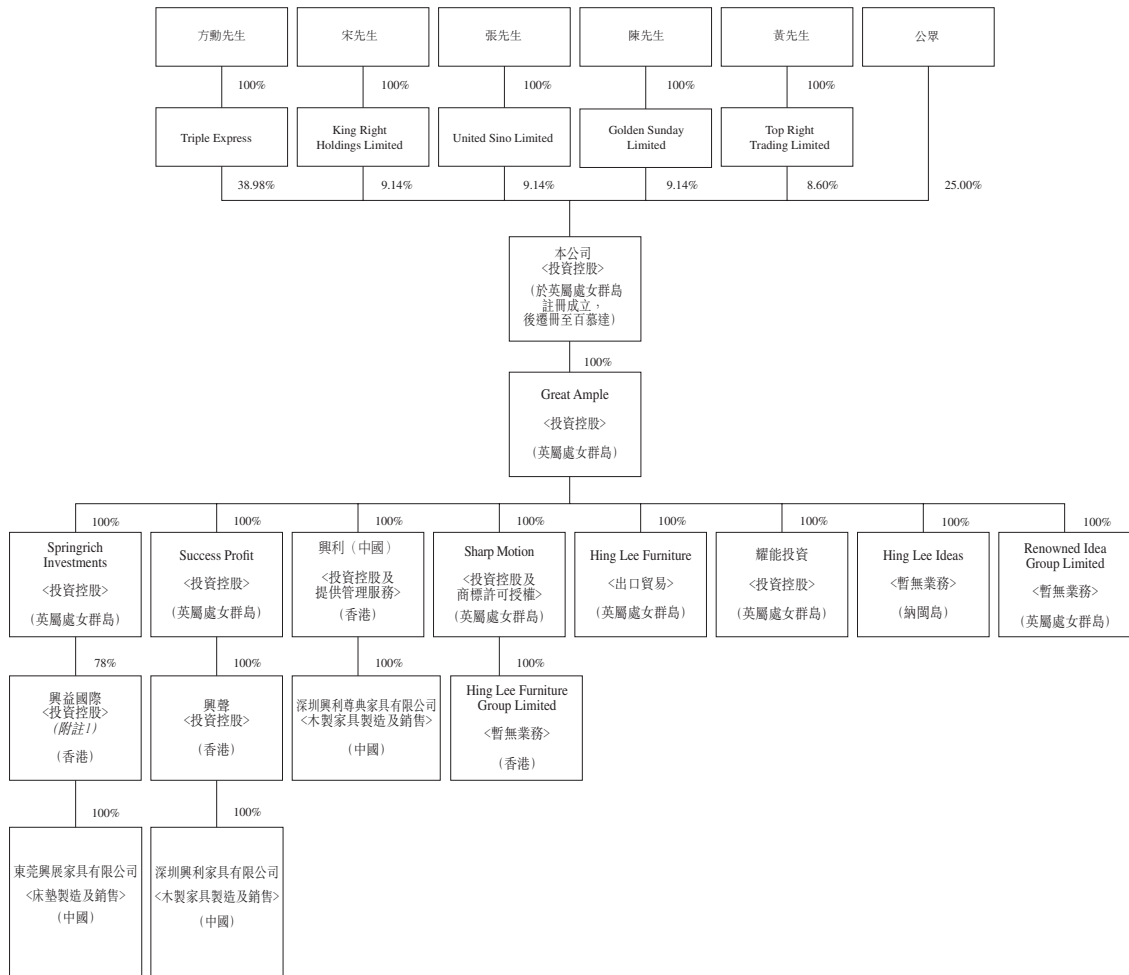 方勳先生
宋先生
張先生
陳先生
黃先生
公眾
100%
100%
100%
100%
100%
Triple Express
King Right
Holdings Limited
United Sino Limited
Golden Sunday
Limited
Top Right
Trading Limited
38.98%
9.14%
9.14%
9.14%
8.60%
25.00%
本公司
<投資控股>
(於英屬處女群島
註冊成立,
後遷冊至百慕達)
100%
Great Ample
<投資控股>
(英屬處女群島)
100%
100%
100%
100%
100%
100%
100%
100%
Springrich
Investments
<投資控股>
(英屬處女群島)
Success Profit
<投資控股>
(英屬處女群島)
興利(中國)
<投資控股及
提供管理服務>
(香港)
Sharp Motion
<投資控股及
商標許可授權>
(英屬處女群島)
Hing Lee Furniture
<出口貿易>
(英屬處女群島)
耀能投資
<投資控股>
(英屬處女群島)
Hing Lee Ideas
<暫無業務>
(納閩島)
Renowned Idea
Group Limited
<暫無業務>
(英屬處女群島)
78%
100%
100%
100%
興益國際
<投資控股>
(附註1)
(香港)
興聲
<投資控股>
(香港)
深圳興利尊典家具有限公司
<木製家具製造及銷售>
(中國)
Hing Lee Furniture
Group Limited
<暫無業務>
(香港)
100%
100%
東莞興展家具有限公司
<床墊製造及銷售>
(中國)
深圳興利家具有限公司
<木製家具製造及銷售>
(中國)